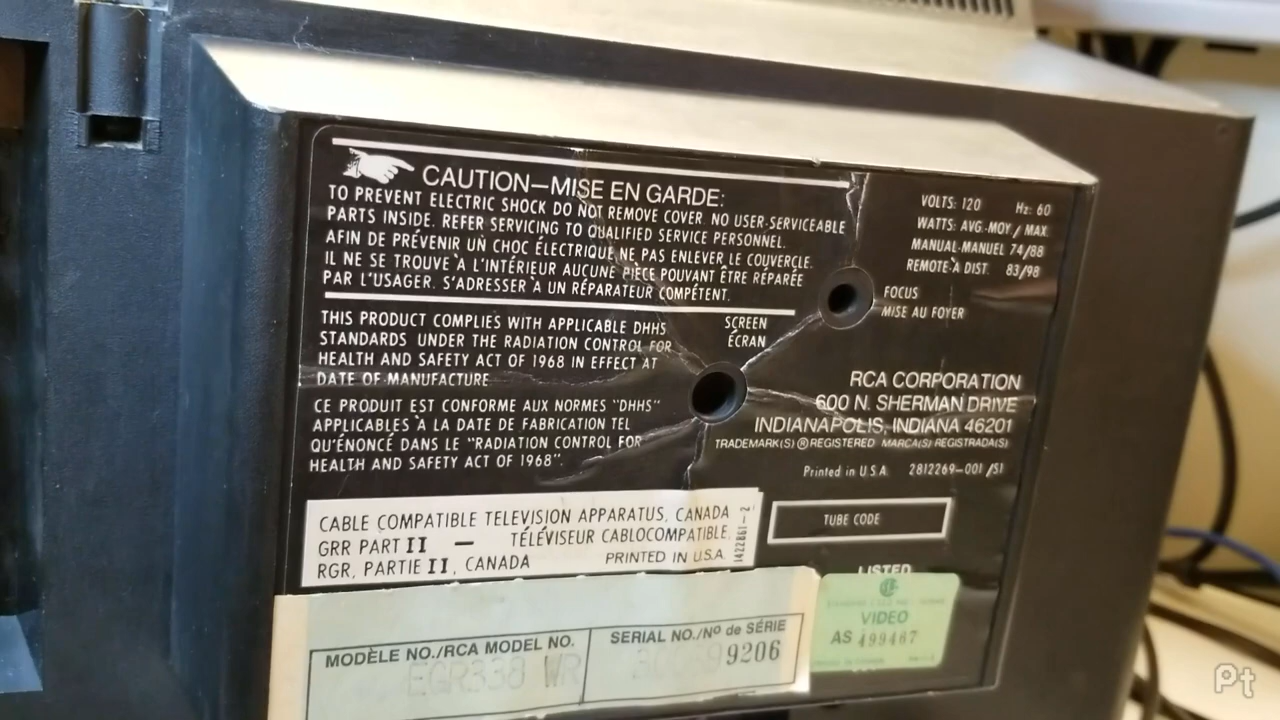 CAUTION—MISE EN GARDE:
TO PREVENT ELECTRIC SHOCK DO NOT REMOVE COVER. NO USER-SERVICEABLE
PARTS INSIDE. REFER SERVICING TO QUALIFIED SERVICE PERSONNEL.
AFIN DE PRÉVENIR UN CHOC ÉLECTRIQUE NE PAS ENLEVER LE COUVERCLE.
IL NE SE TROUVE À L'INTÉRIEUR AUCUNE PIÈCE POUVANT ÊTRE RÉPARÉE
PAR L'USAGER. S'ADRESSER À UN RÉPARATEUR COMPÉTENT.
VOLTS: 120 Hz: 60
WATTS: AVG.-MOY./ MAX.
MANUAL-MANUEL 74/88
REMOTE-À DIST. 83/98
FOCUS
MISE AU FOYER
SCREEN
ÉCRAN
THIS PRODUCT COMPLIES WITH APPLICABLE DHHS
STANDARDS UNDER THE RADIATION CONTROL FOR
HEALTH AND SAFETY ACT OF 1968 IN EFFECT AT
DATE OF MANUFACTURE
CE PRODUIT EST CONFORME AUX NORMES "DHHS"
APPLICABLES À LA DATE DE FABRICATION TEL
QU'ÉNONCÉ DANS LE "RADIATION CONTROL FOR
HEALTH AND SAFETY ACT OF 1968".
RCA CORPORATION
600 N. SHERMAN DRIVE
INDIANAPOLIS, INDIANA 46201
TRADEMARK(S) ® REGISTERED MARCA(S) REGISTRADA(S)
Printed in U.S.A. 2812269-001/S1
CABLE COMPATIBLE TELEVISION APPARATUS, CANADA
GRR PART II — TÉLÉVISEUR CABLOCOMPATIBLE,
RGR, PARTIE II, CANADA PRINTED IN U.S.A.
1422861-2
TUBE CODE
LISTED
VIDEO
AS 499467
MODÈLE NO./RCA MODEL NO.
EGR338 WR
SERIAL NO./Nº de SÉRIE
9206
Pt